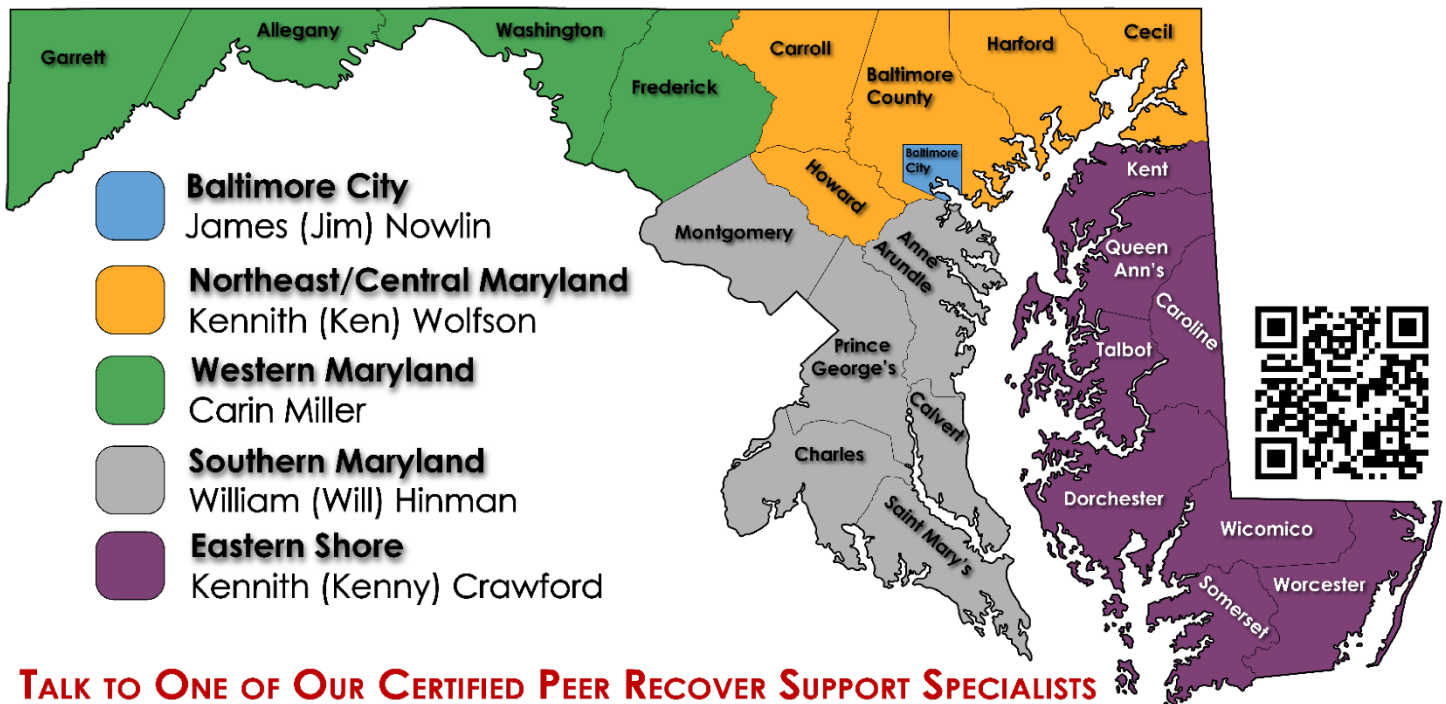 Garrett
Allegany
Washington
Frederick
Carroll
Baltimore
County
Harford
Cecil
Baltimore
City
Howard
Kent
Montgomery
Anne
Arundle
Queen
Ann's
Caroline
Talbot
Prince
George's
Calvert
Charles
Saint Mary's
Dorchester
Wicomico
Somerset
Worcester
Baltimore City
James (Jim) Nowlin
Northeast/Central Maryland
Kennith (Ken) Wolfson
Western Maryland
Carin Miller
Southern Maryland
William (Will) Hinman
Eastern Shore
Kennith (Kenny) Crawford
TALK TO ONE OF OUR CERTIFIED PEER RECOVER SUPPORT SPECIALISTS